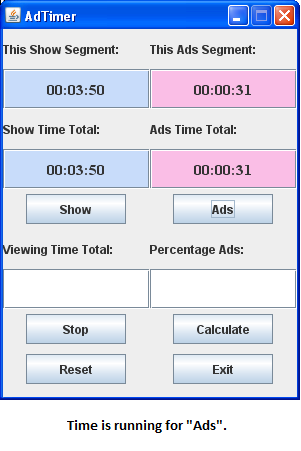 AdTimer
This Show Segment: This Ads Segment:
00:03:50 00:00:31
Show Time Total: Ads Time Total:
00:03:50 00:00:31
Show Ads
Viewing Time Total: Percentage Ads:
Stop Calculate
Reset Exit
Time is running for "Ads".